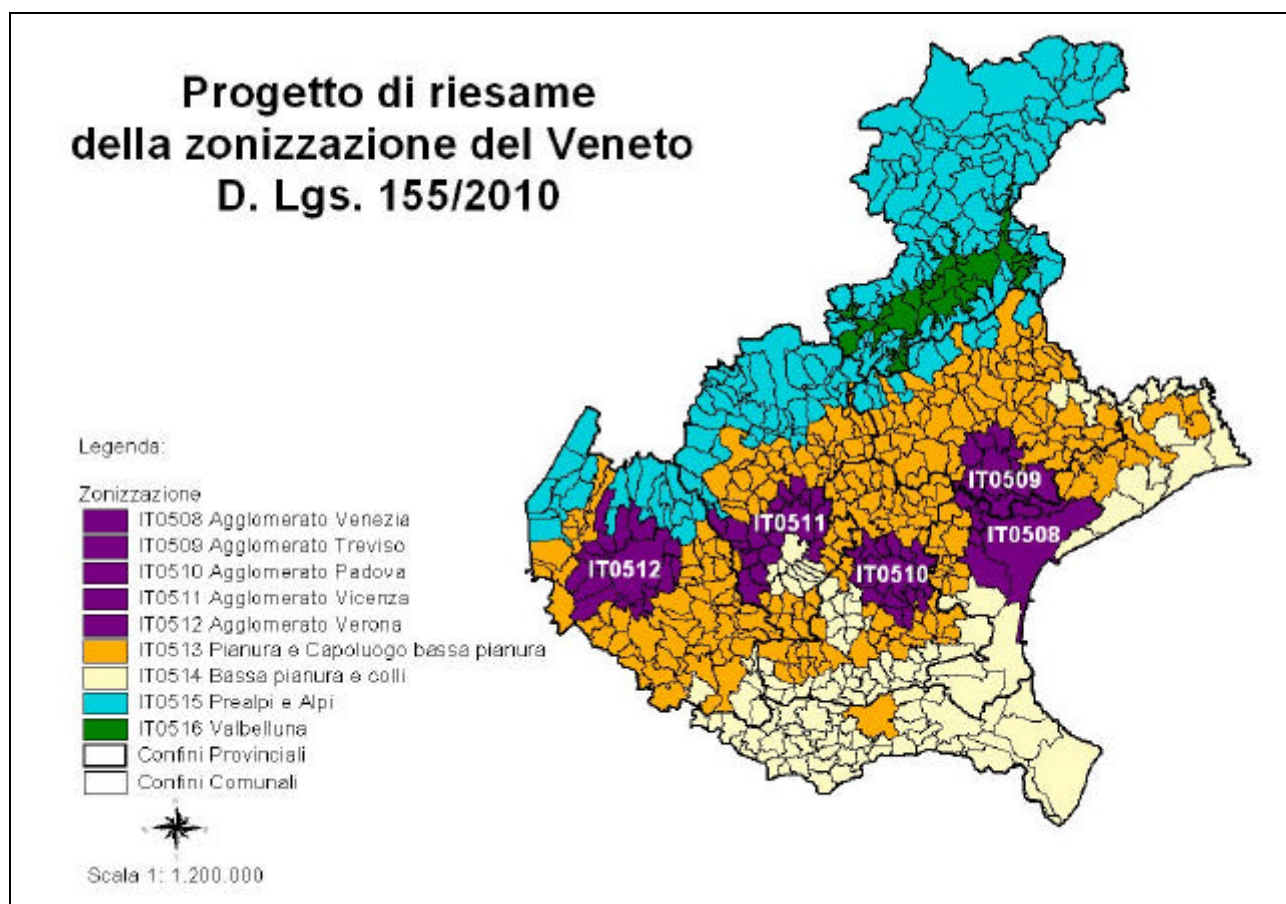 Progetto di riesame
della zonizzazione del Veneto
D. Lgs. 155/2010
Legenda:
Zonizzazione
IT0508 Agglomerato Venezia
IT0509 Agglomerato Treviso
IT0510 Agglomerato Padova
IT0511 Agglomerato Vicenza
IT0512 Agglomerato Verona
IT0513 Pianura e Capoluogo bassa pianura
IT0514 Bassa pianura e colli
IT0515 Prealpi e Alpi
IT0516 Valbelluna
Confini Provinciali
Confini Comunali
Scala 1: 1.200.000
IT0509
IT0511
IT0508
IT0512
IT0510